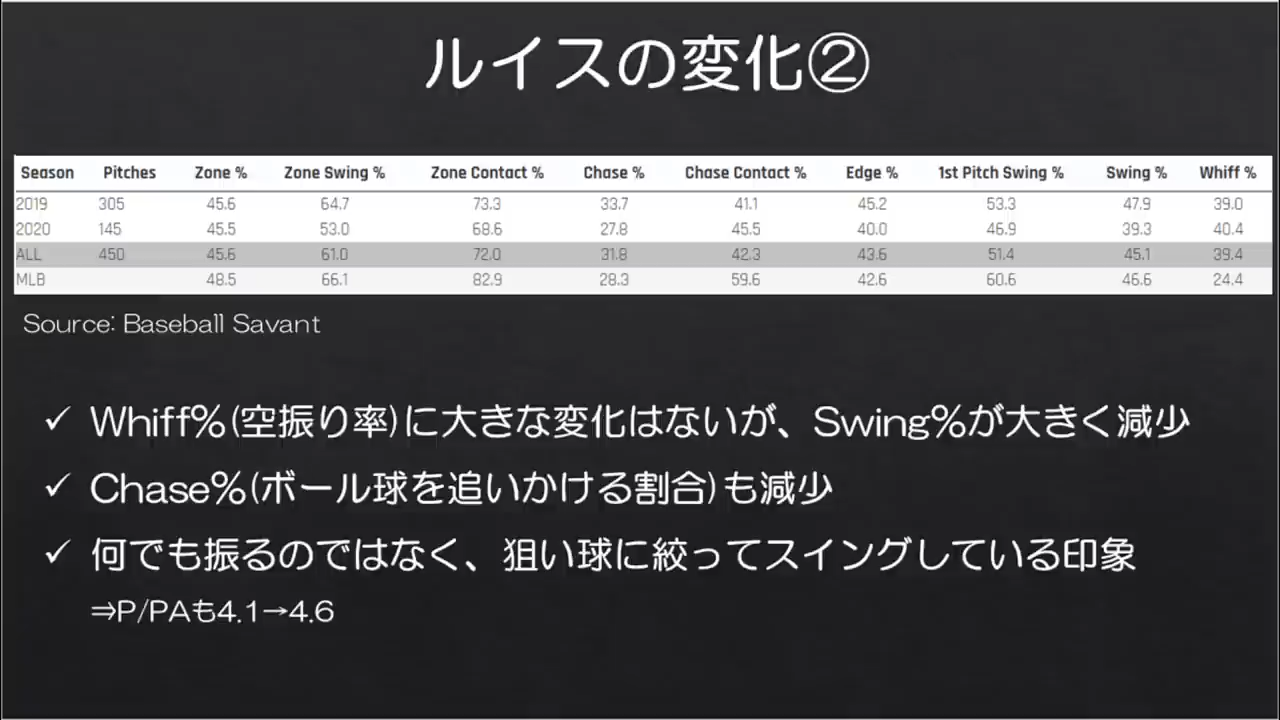 ルイスの変化②
Season Pitches Zone % Zone Swing % Zone Contact % Chase % Chase Contact % Edge % 1st Pitch Swing % Swing % Whiff %
2019 305 45.6 64.7 73.3 33.7 41.1 45.2 53.3 47.9 39.0
2020 145 45.5 53.0 68.6 27.8 45.5 40.0 46.9 39.3 40.4
ALL 450 45.6 61.0 72.0 31.8 42.3 43.6 51.4 45.1 39.4
MLB 48.5 66.1 82.9 28.3 59.6 42.6 60.6 46.6 24.4
Source: Baseball Savant
✓ Whiff%(空振り率)に大きな変化はないが、Swing%が大きく減少
✓ Chase%(ボール球を追いかける割合)も減少
✓ 何でも振るのではなく、狙い球に絞ってスイングしている印象
⇒P/PAも4.1→4.6